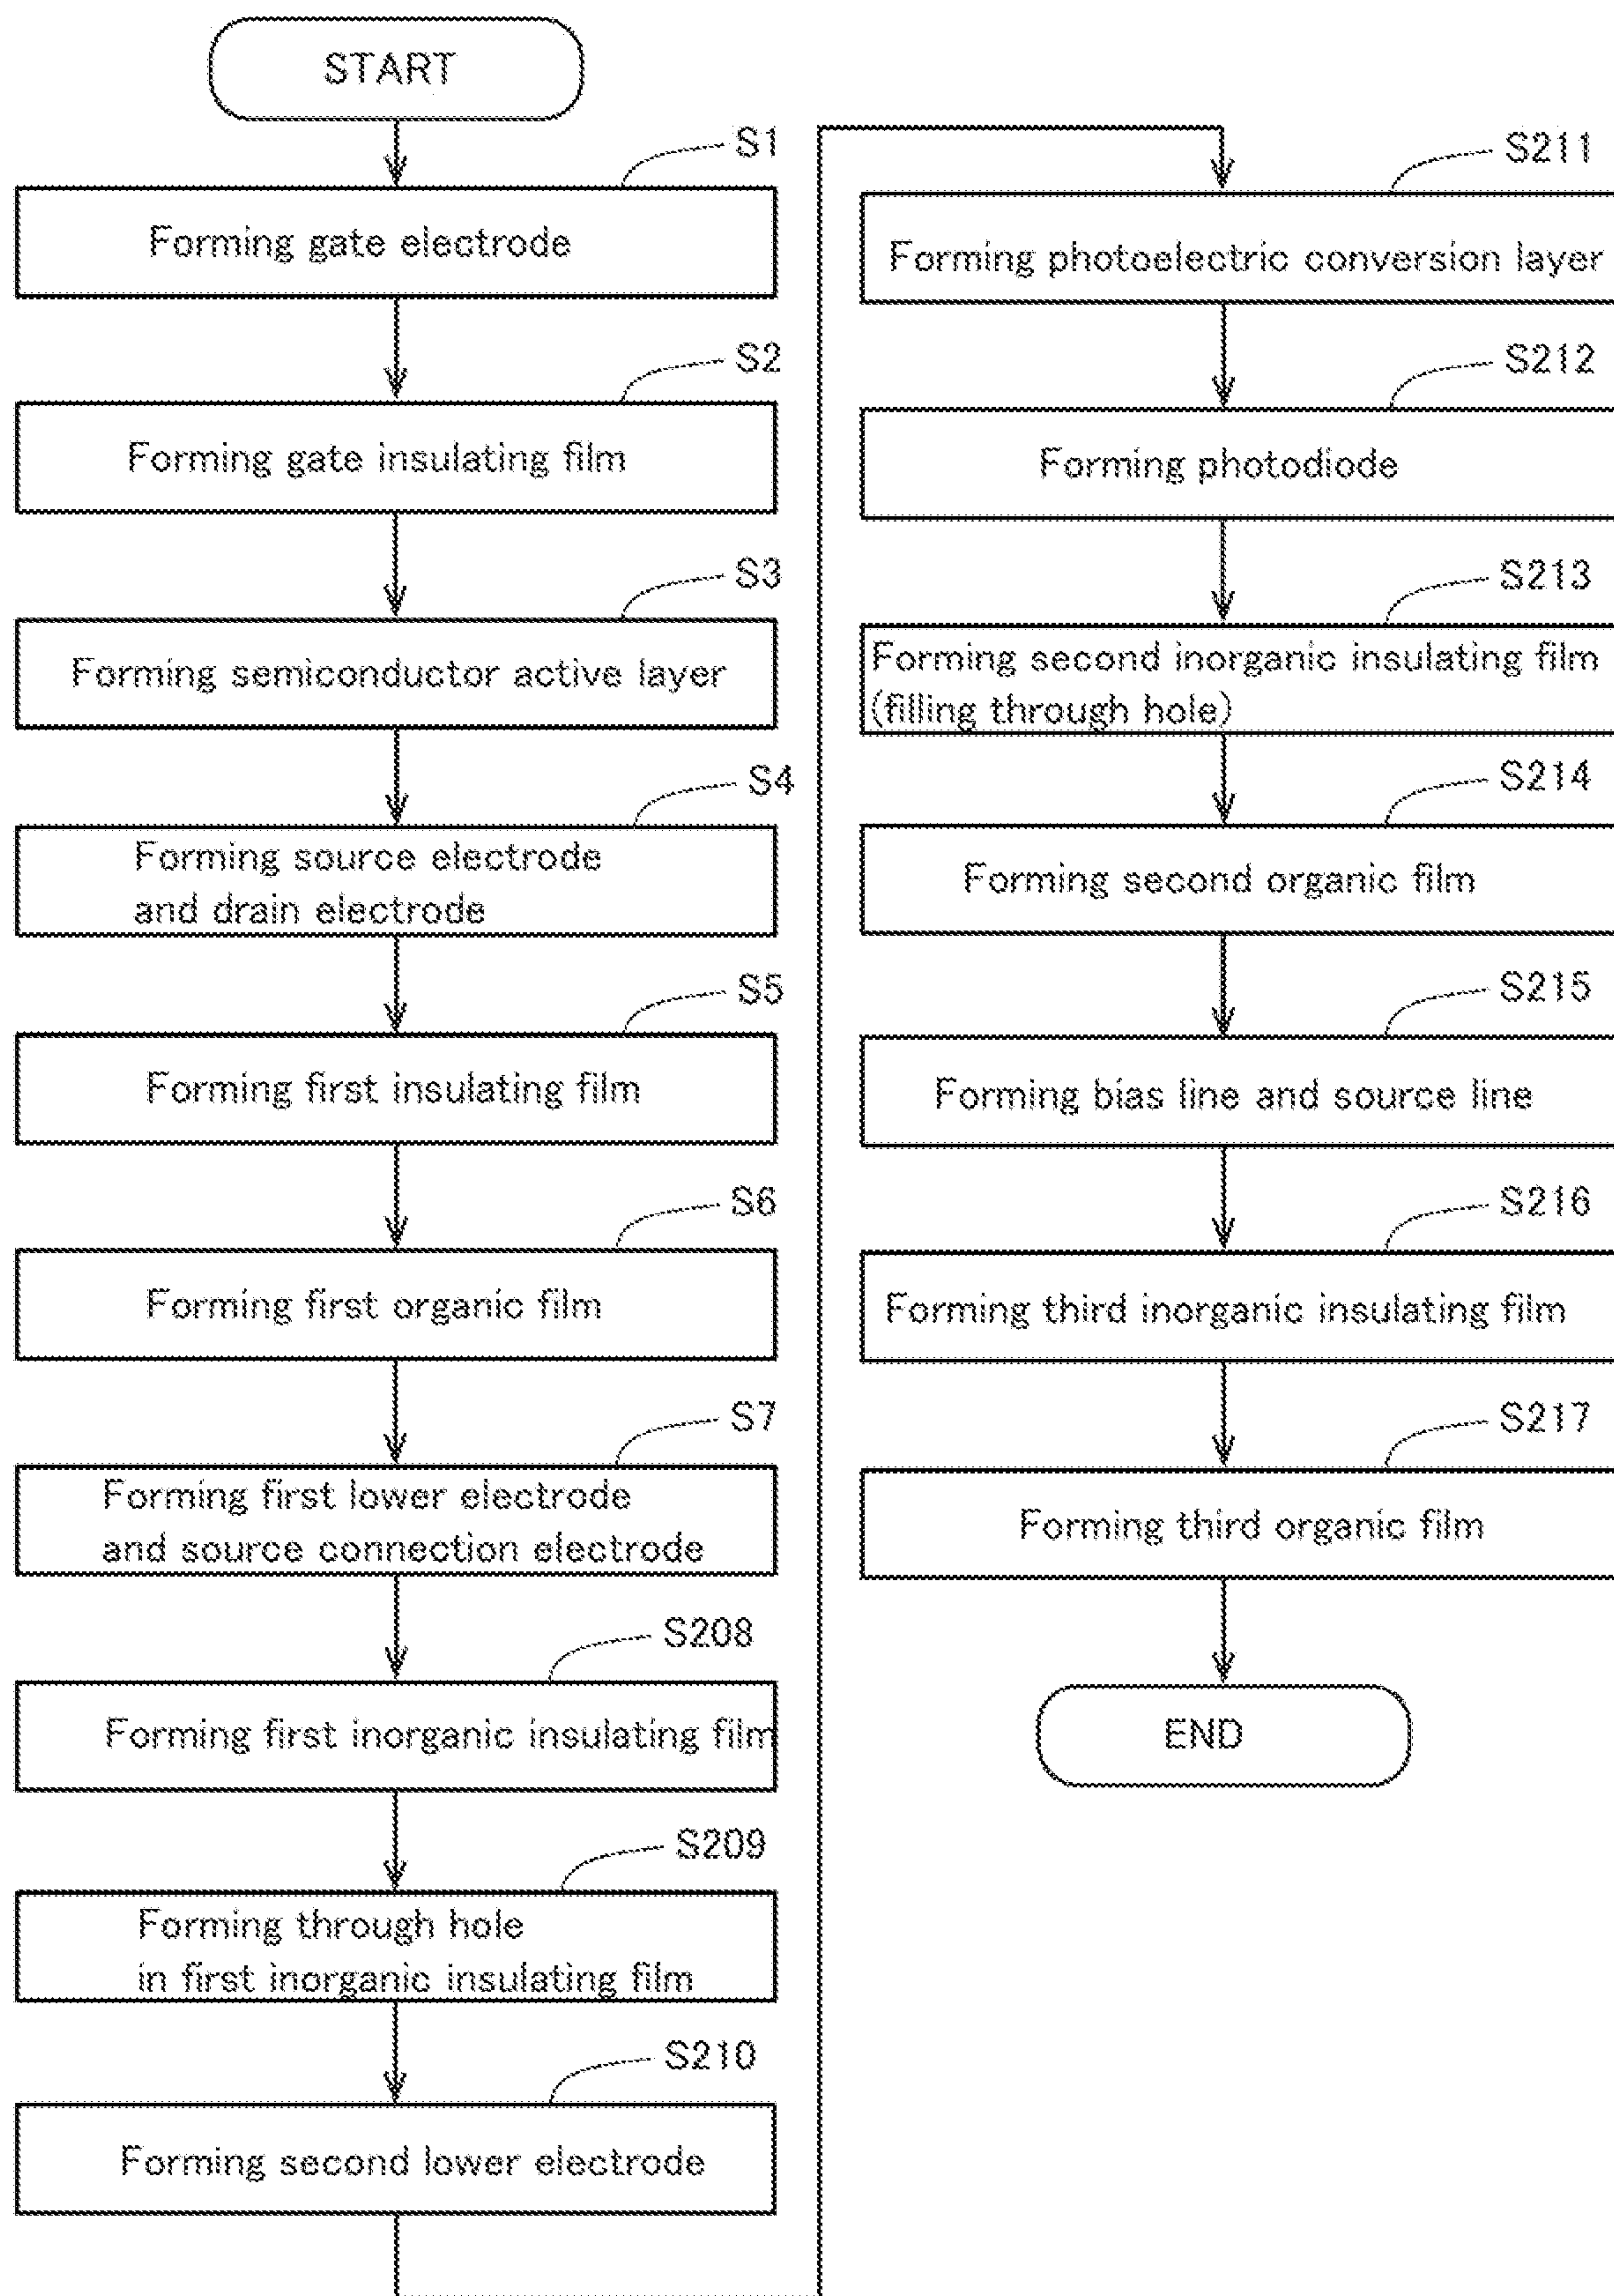 START
S1
Forming gate electrode
S2
Forming gate insulating film
S3
Forming semiconductor active layer
S4
Forming source electrode
and drain electrode
S5
Forming first insulating film
S6
Forming first organic film
S7
Forming first lower electrode
and source connection electrode
S208
Forming first inorganic insulating film
S209
Forming through hole
in first inorganic insulating film
S210
Forming second lower electrode
S211
Forming photoelectric conversion layer
S212
Forming photodiode
S213
Forming second inorganic insulating film
(filling through hole)
S214
Forming second organic film
S215
Forming bias line and source line
S216
Forming third inorganic insulating film
S217
Forming third organic film
END